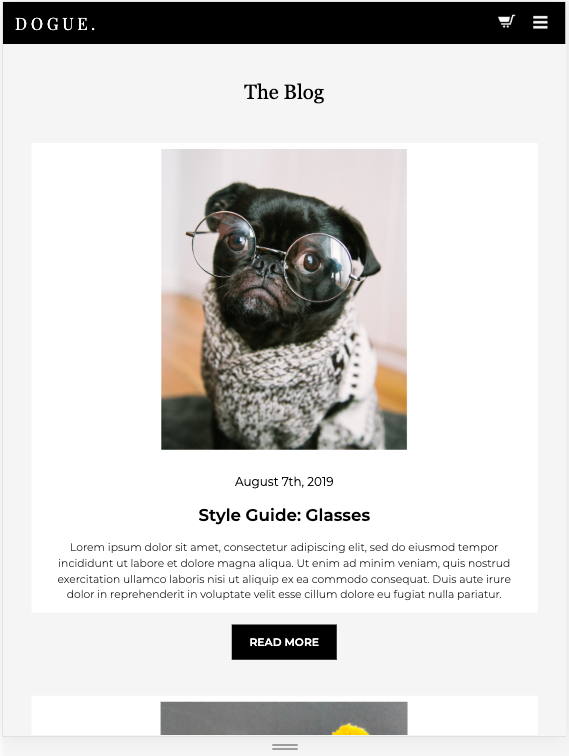 DOGUE.
The Blog
August 7th, 2019
Style Guide: Glasses
Lorem ipsum dolor sit amet, consectetur adipiscing elit, sed do eiusmod tempor
incididunt ut labore et dolore magna aliqua. Ut enim ad minim veniam, quis nostrud
exercitation ullamco laboris nisi ut aliquip ex ea commodo consequat. Duis aute irure
dolor in reprehenderit in voluptate velit esse cillum dolore eu fugiat nulla pariatur.
READ MORE